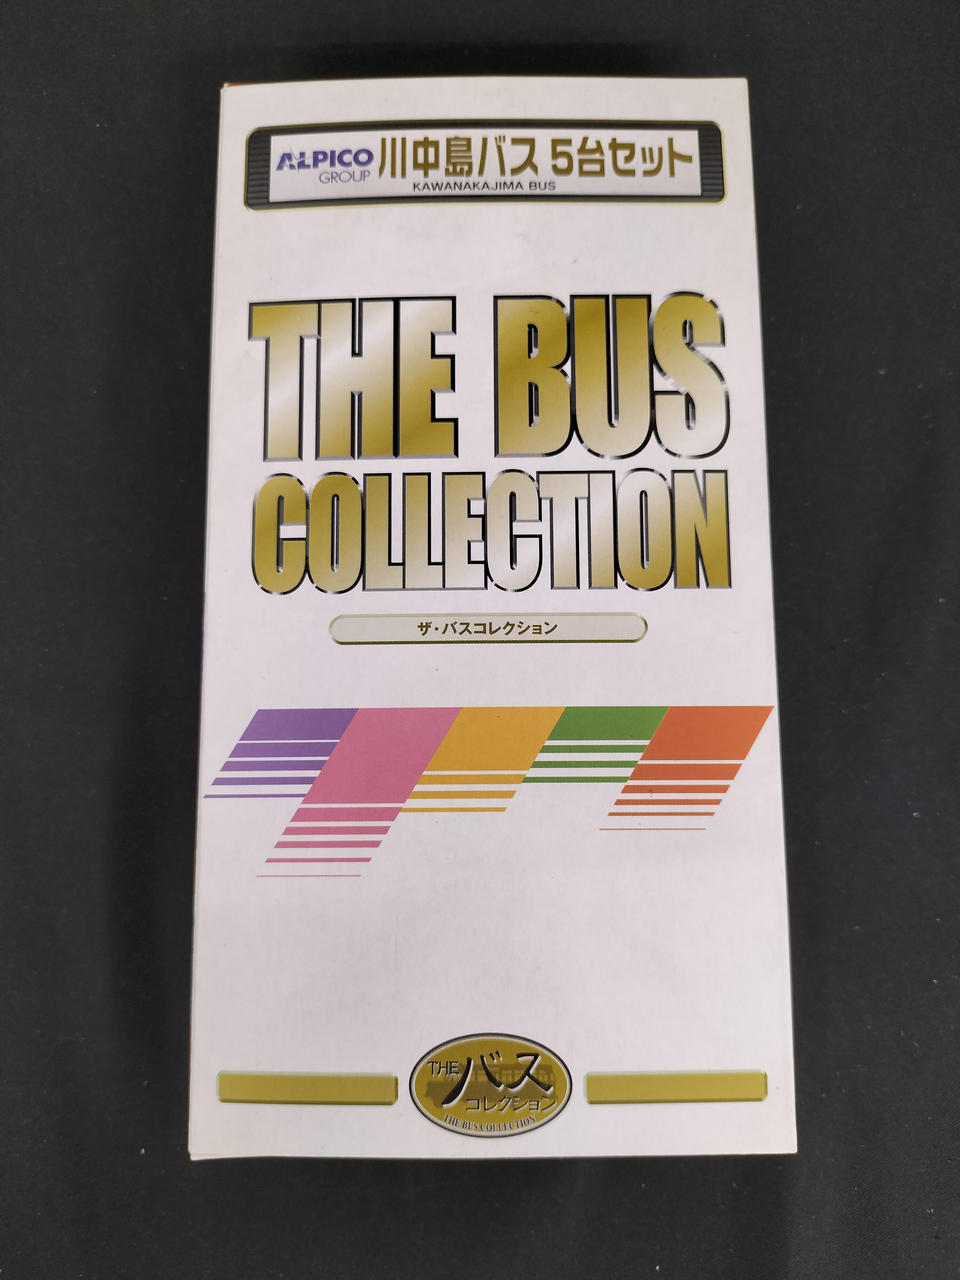 ALPICO GROUP 川中島バス 5台セット
KAWANAKAJIMA BUS
THE BUS
COLLECTION
ザ・バスコレクション
THE バス
コレクション
THE BUS COLLECTION